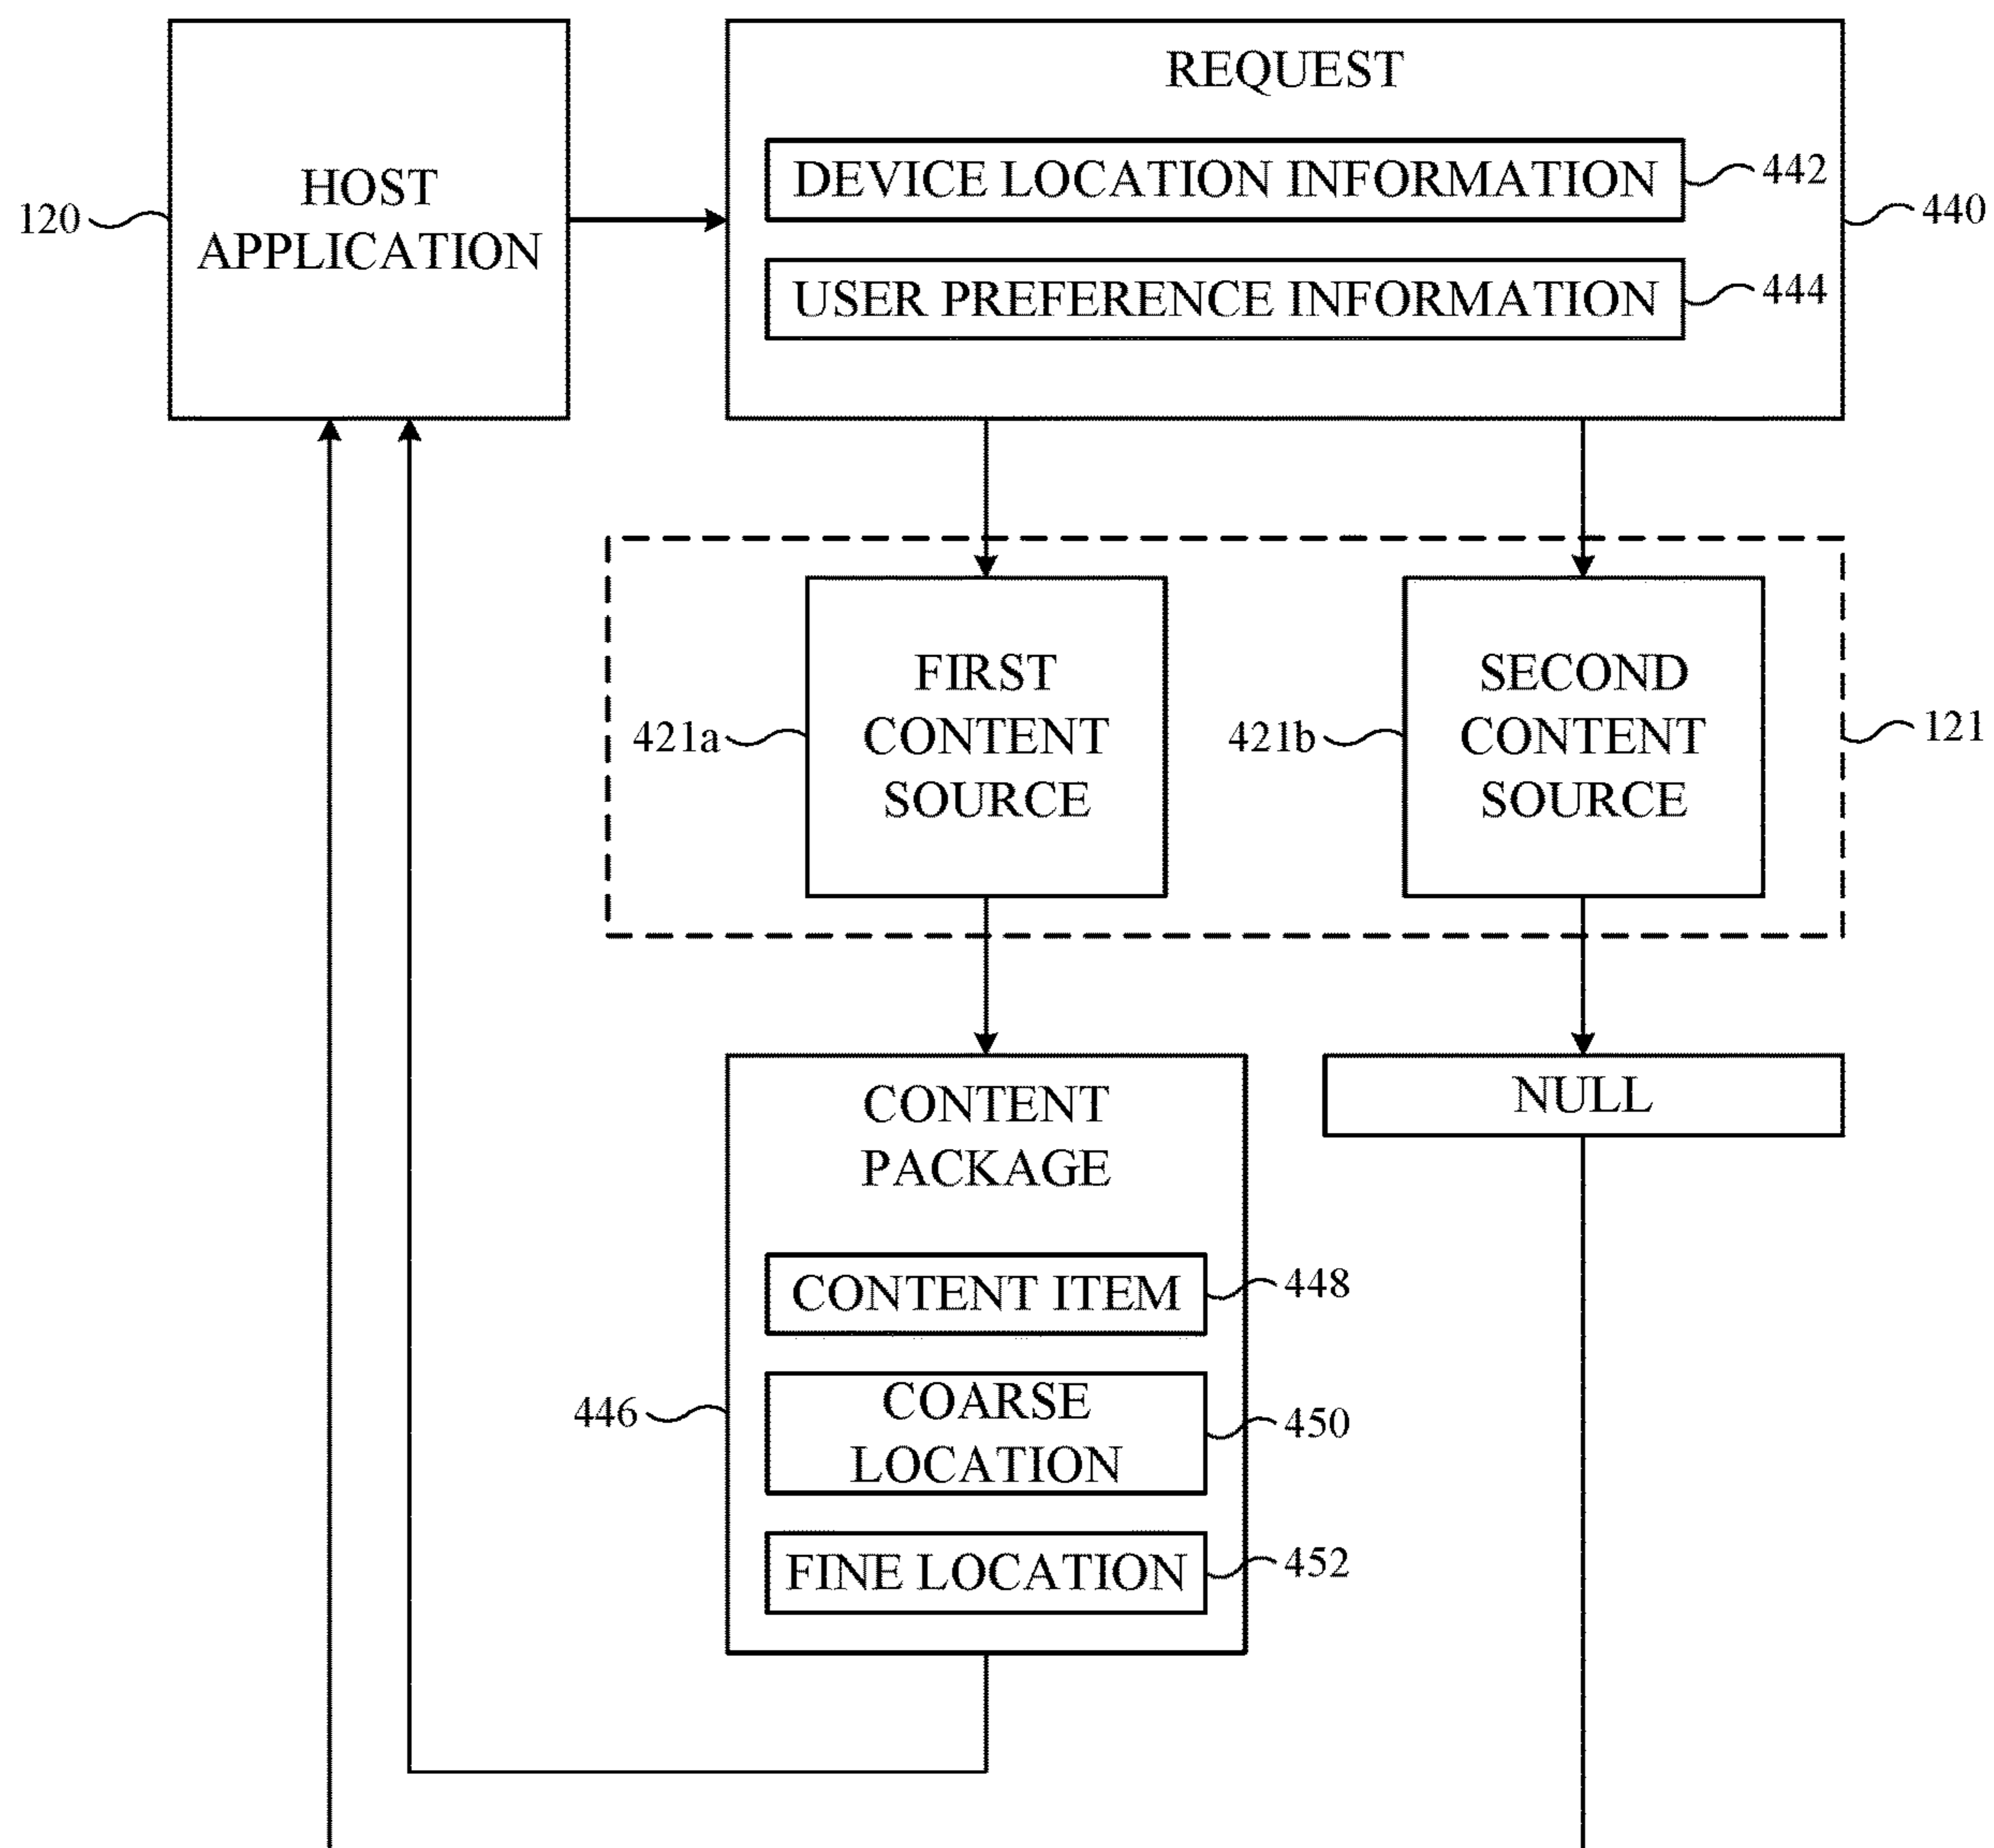 REQUEST
HOST
APPLICATION
120
DEVICE LOCATION INFORMATION
442
440
USER PREFERENCE INFORMATION
444
FIRST
CONTENT
SOURCE
421a
SECOND
CONTENT
SOURCE
421b
121
CONTENT
PACKAGE
NULL
CONTENT ITEM
448
446
COARSE
LOCATION
450
FINE LOCATION
452